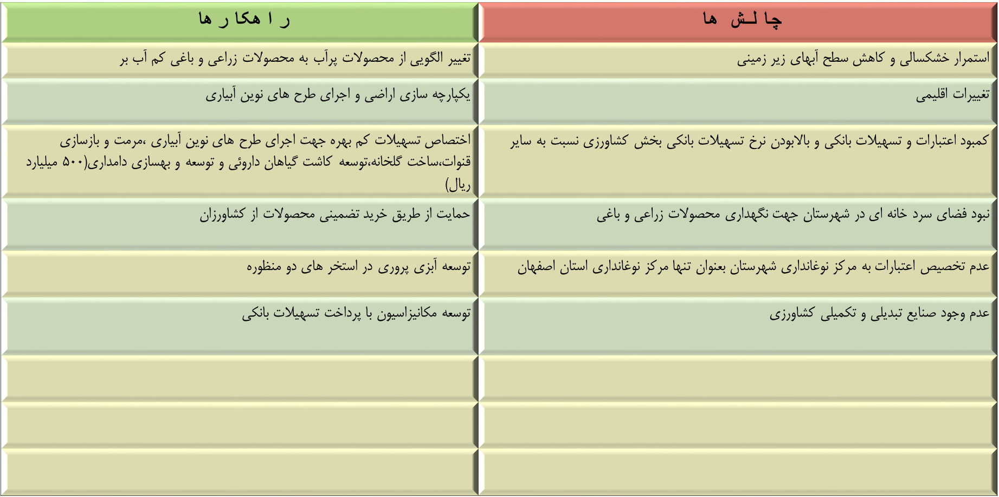 چالش ها
راهکارها
استمرار خشکسالی و کاهش سطح آبهای زیر زمینی
تغییر الگویی از محصولات پرآب به محصولات زراعی و باغی کم آب بر
تغییرات اقلیمی
یکپارچه سازی اراضی و اجرای طرح های نوین آبیاری
کمبود اعتبارات و تسهیلات بانکی و بالابودن نرخ تسهیلات بانکی بخش کشاورزی نسبت به سایر
اختصاص تسهیلات کم بهره جهت اجرای طرح های نوین آبیاری ،مرمت و بازسازی
قنوات،ساخت گلخانه،توسعه کاشت گیاهان داروئی و توسعه و بهسازی دامداری(۵۰۰ میلیارد
ریال)
نبود فضای سرد خانه ای در شهرستان جهت نگهداری محصولات زراعی و باغی
حمایت از طریق خرید تضمینی محصولات از کشاورزان
عدم تخصیص اعتبارات به مرکز نوغانداری شهرستان بعنوان تنها مرکز نوغانداری استان اصفهان
توسعه آبزی پروری در استخر های دو منظوره
عدم وجود صنایع تبدیلی و تکمیلی کشاورزی
توسعه مکانیزاسیون با پرداخت تسهیلات بانکی